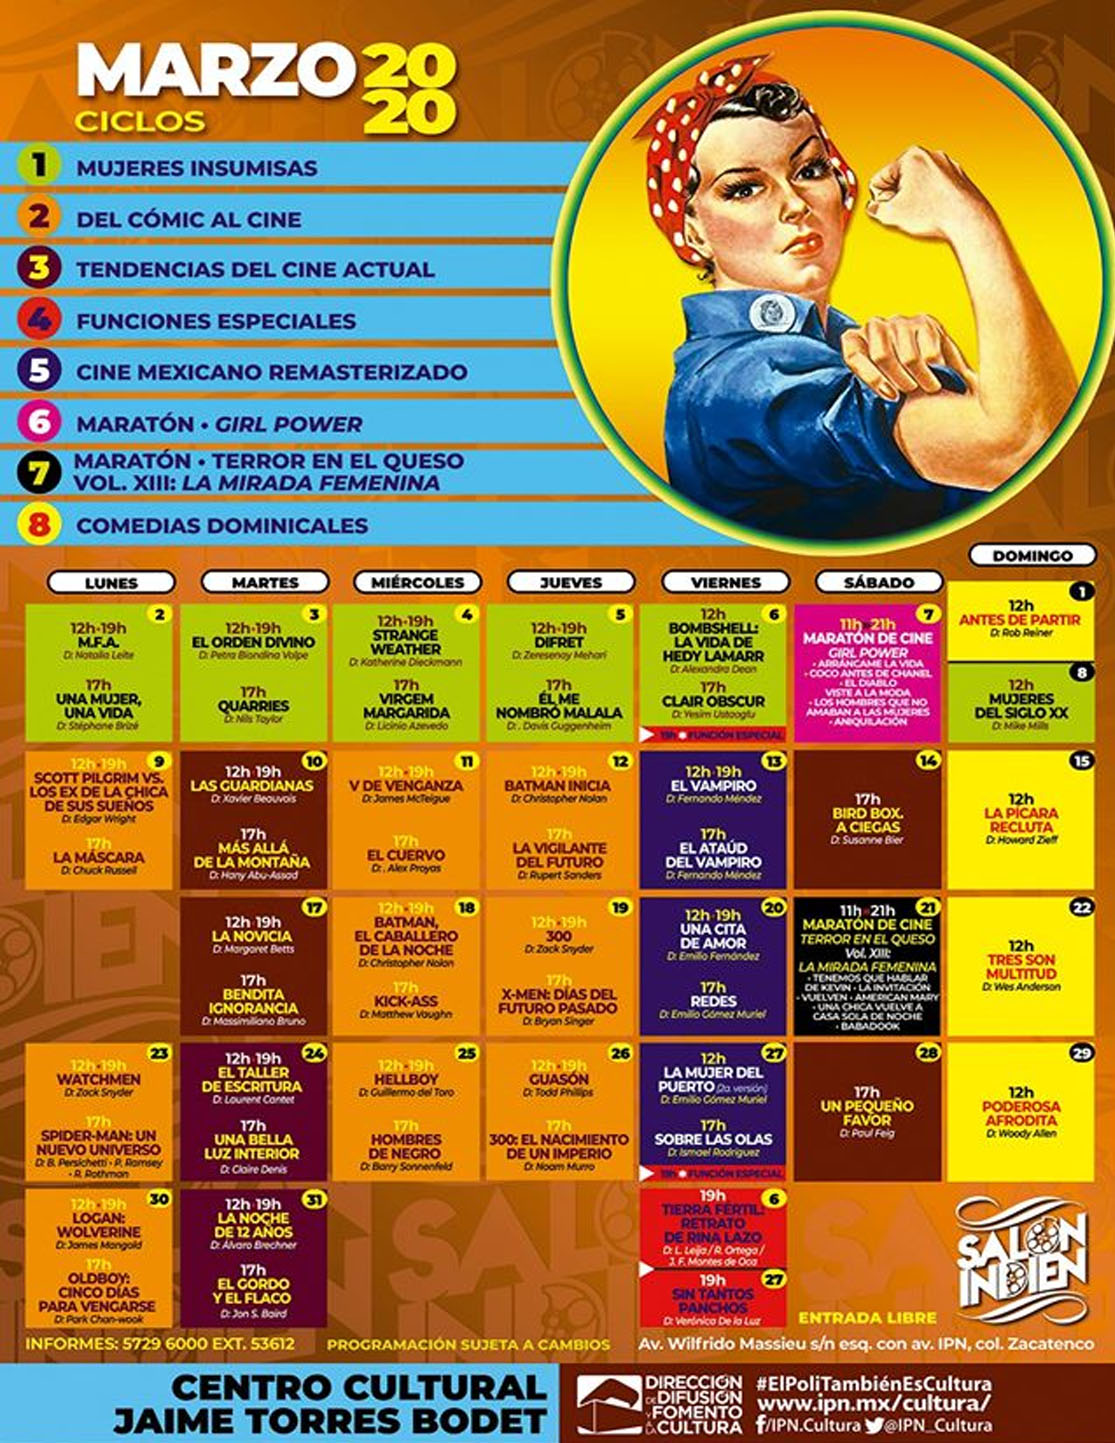 MARZO 20
20
CICLOS
1 MUJERES INSUMISAS
2 DEL CÓMIC AL CINE
3 TENDENCIAS DEL CINE ACTUAL
4 FUNCIONES ESPECIALES
5 CINE MEXICANO REMASTERIZADO
6 MARATÓN • GIRL POWER
7 MARATÓN • TERROR EN EL QUESO
VOL. XIII: LA MIRADA FEMENINA
8 COMEDIAS DOMINICALES
LUNES MARTES MIÉRCOLES JUEVES VIERNES SÁBADO DOMINGO
1
12h
ANTES DE PARTIR
D: Rob Reiner
2
12h•19h
M.F.A.
D: Natalia Leite
17h
UNA MUJER,
UNA VIDA
D: Stéphane Brizé
3
12h•19h
EL ORDEN DIVINO
D: Petra Biondina Volpe
17h
QUARRIES
D: Nils Taylor
4
12h•19h
STRANGE
WEATHER
D: Katherine Dieckmann
17h
VIRGEM
MARGARIDA
D: Licinio Azevedo
5
12h•19h
DIFRET
D: Zeresenay Mehari
17h
ÉL ME
NOMBRÓ MALALA
D: . Davis Guggenheim
6
12h
BOMBSHELL:
LA VIDA DE
HEDY LAMARR
D: Alexandra Dean
17h
CLAIR OBSCUR
D: Yesim Ustaoglu
19h • FUNCIÓN ESPECIAL
7
11h•21h
MARATÓN DE CINE
GIRL POWER
• ARRÁNCAME LA VIDA
• COCO ANTES DE CHANEL
• EL DIABLO
VISTE A LA MODA
• LOS HOMBRES QUE NO
AMABAN A LAS MUJERES
• ANIQUILACIÓN
8
12h
MUJERES
DEL SIGLO XX
D: Mike Mills
9
12h•19h
SCOTT PILGRIM VS.
LOS EX DE LA CHICA
DE SUS SUEÑOS
D: Edgar Wright
17h
LA MÁSCARA
D: Chuck Russell
10
12h•19h
LAS GUARDIANAS
D: Xavier Beauvois
17h
MÁS ALLÁ
DE LA MONTAÑA
D: Hany Abu-Assad
11
12h•19h
V DE VENGANZA
D: James McTeigue
17h
EL CUERVO
D: . Alex Proyas
12
12h•19h
BATMAN INICIA
D: Christopher Nolan
17h
LA VIGILANTE
DEL FUTURO
D: Rupert Sanders
13
12h•19h
EL VAMPIRO
D: Fernando Méndez
17h
EL ATAÚD
DEL VAMPIRO
D: Fernando Méndez
14
17h
BIRD BOX.
A CIEGAS
D: Susanne Bier
15
12h
LA PÍCARA
RECLUTA
D: Howard Zieff
17
12h•19h
LA NOVICIA
D: Margaret Betts
17h
BENDITA
IGNORANCIA
D: Massimiliano Bruno
18
12h•19h
BATMAN,
EL CABALLERO
DE LA NOCHE
D: Christopher Nolan
17h
KICK-ASS
D: Matthew Vaughn
19
12h•19h
300
D: Zack Snyder
17h
X-MEN: DÍAS DEL
FUTURO PASADO
D: Bryan Singer
20
12h•19h
UNA CITA
DE AMOR
D: Emilio Fernández
17h
REDES
D: Emilio Gómez Muriel
21
11h•21h
MARATÓN DE CINE
TERROR EN EL QUESO
Vol. XIII:
LA MIRADA FEMENINA
• TENEMOS QUE HABLAR
DE KEVIN • LA INVITACIÓN
• VUELVEN • AMERICAN MARY
• UNA CHICA VUELVE A
CASA SOLA DE NOCHE
• BABADOOK
22
12h
TRES SON
MULTITUD
D: Wes Anderson
23
12h•19h
WATCHMEN
D: Zack Snyder
17h
SPIDER-MAN: UN
NUEVO UNIVERSO
D: B. Persichetti • P. Ramsey
• R. Rothman
24
12h•19h
EL TALLER
DE ESCRITURA
D: Laurent Cantet
17h
UNA BELLA
LUZ INTERIOR
D: Claire Denis
25
12h•19h
HELLBOY
D: Guillermo del Toro
17h
HOMBRES
DE NEGRO
D: Barry Sonnenfeld
26
12h•19h
GUASÓN
D: Todd Phillips
17h
300: EL NACIMIENTO
DE UN IMPERIO
D: Noam Murro
27
12h
LA MUJER DEL
PUERTO (2a. versión)
D: Emilio Gómez Muriel
17h
SOBRE LAS OLAS
D: Ismael Rodríguez
19h • FUNCIÓN ESPECIAL
28
17h
UN PEQUEÑO
FAVOR
D: Paul Feig
29
12h
PODEROSA
AFRODITA
D: Woody Allen
30
12h•19h
LOGAN:
WOLVERINE
D: James Mangold
17h
OLDBOY:
CINCO DÍAS
PARA VENGARSE
D: Park Chan-wook
31
12h•19h
LA NOCHE
DE 12 AÑOS
D: Álvaro Brechner
17h
EL GORDO
Y EL FLACO
D: Jon S. Baird
6
19h
TIERRA FÉRTIL:
RETRATO
DE RINA LAZO
D: L. Leija / R. Ortega /
J. F. Montes de Oca
27
19h
SIN TANTOS
PANCHOS
D: Verónica De la Luz
ENTRADA LIBRE
SALÓN
INDIEN
INFORMES: 5729 6000 EXT. 53612
PROGRAMACIÓN SUJETA A CAMBIOS
Av. Wilfrido Massieu s/n esq. con av. IPN, col. Zacatenco
CENTRO CULTURAL
JAIME TORRES BODET
DIRECCIÓN
DE DIFUSIÓN
Y FOMENTO
A LA CULTURA
#ElPoliTambiénEsCultura
www.ipn.mx/cultura/
f/IPN.Cultura @IPN_Cultura